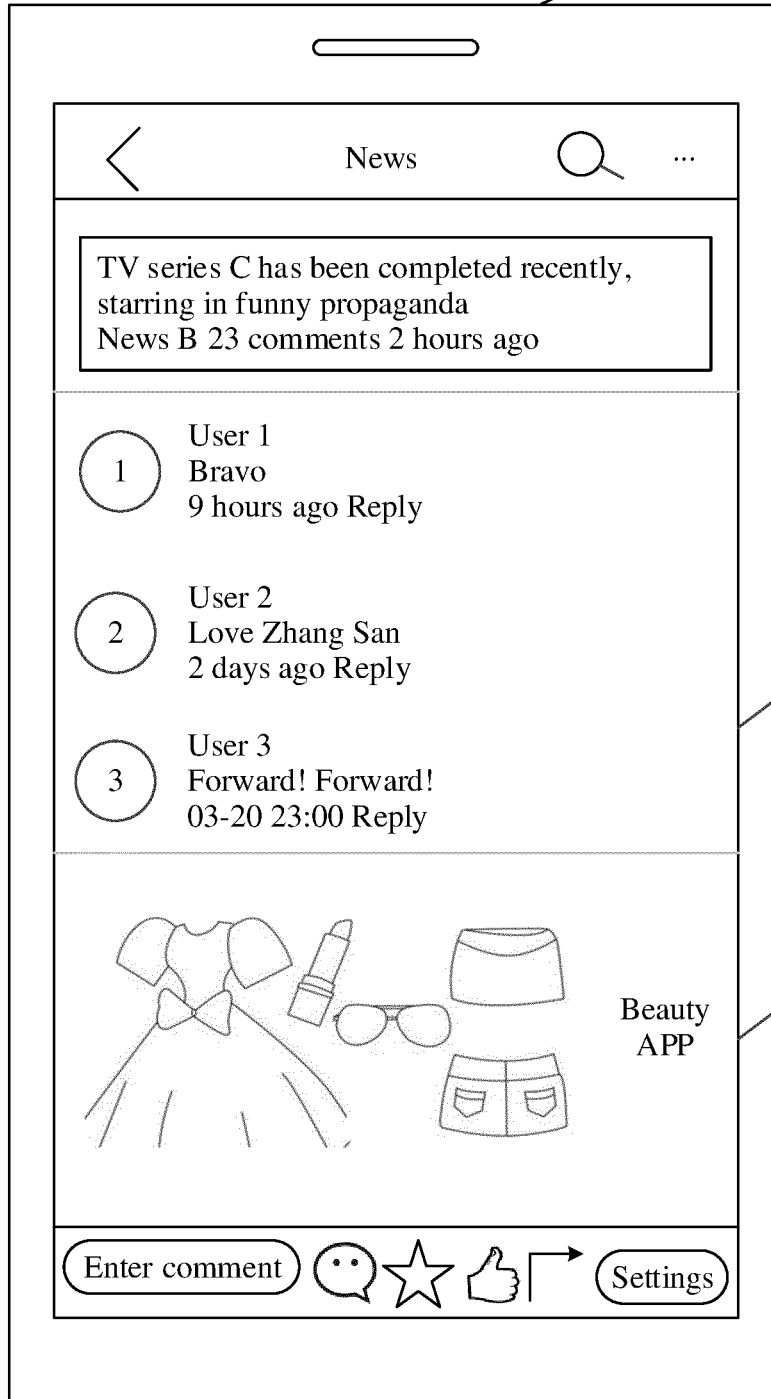 News
...
TV series C has been completed recently,
starring in funny propaganda
News B 23 comments 2 hours ago
1
User 1
Bravo
9 hours ago Reply
2
User 2
Love Zhang San
2 days ago Reply
3
User 3
Forward! Forward!
03-20 23:00 Reply
Beauty
APP
Enter comment
Settings